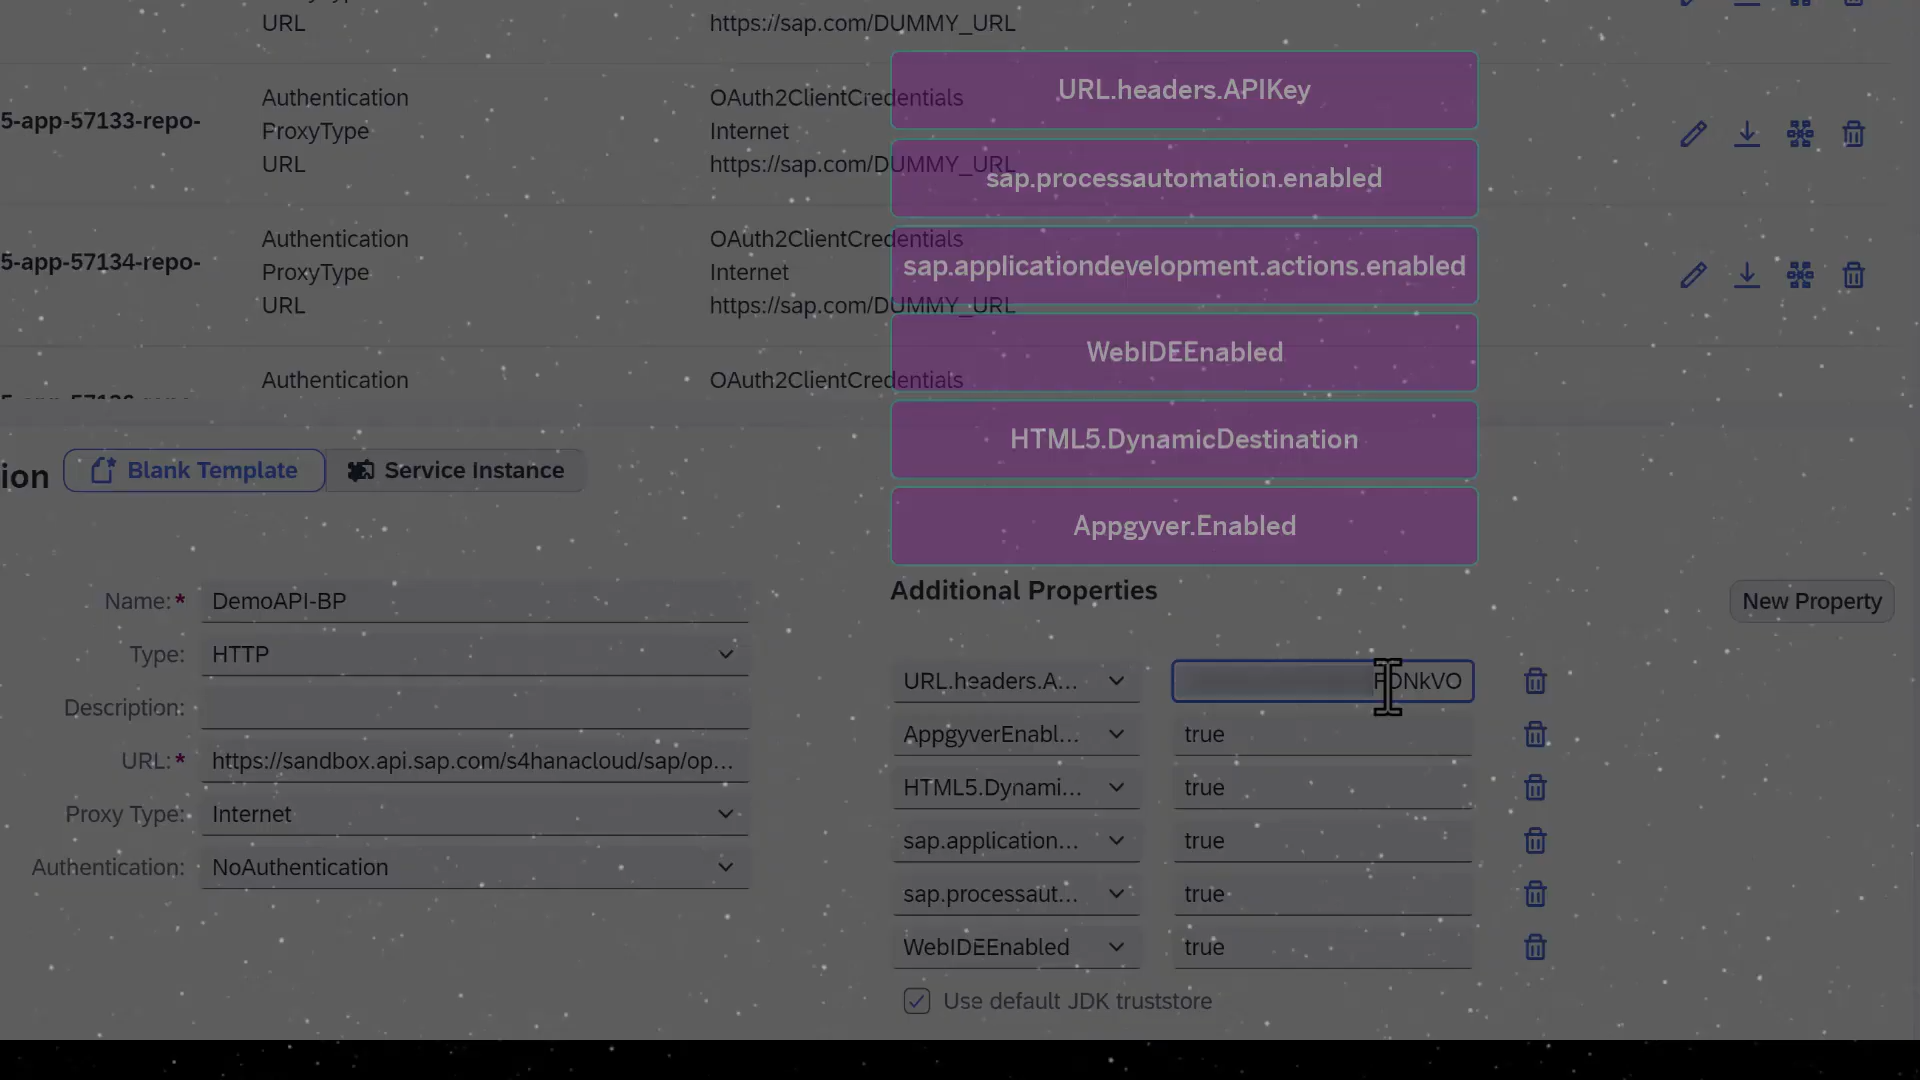 URL
https://sap.com/DUMMY_URL
5-app-57133-repo-
Authentication
OAuth2ClientCredentials
ProxyType
Internet
URL
https://sap.com/DUMMY_URL
5-app-57134-repo-
Authentication
OAuth2ClientCredentials
ProxyType
Internet
URL
https://sap.com/DUMMY_URL
Authentication
OAuth2ClientCredentials
URL.headers.APIKey
sap.processautomation.enabled
sap.applicationdevelopment.actions.enabled
WebIDEEnabled
HTML5.DynamicDestination
Appgyver.Enabled
ion
Blank Template
Service Instance
Name:* DemoAPI-BP
Type: HTTP
Description:
URL:* https://sandbox.api.sap.com/s4hanacloud/sap/op...
Proxy Type: Internet
Authentication: NoAuthentication
Additional Properties
New Property
URL.headers.A...
AppgyverEnabl... true
HTML5.Dynami... true
sap.application... true
sap.processaut... true
WebIDEEnabled true
Use default JDK truststore